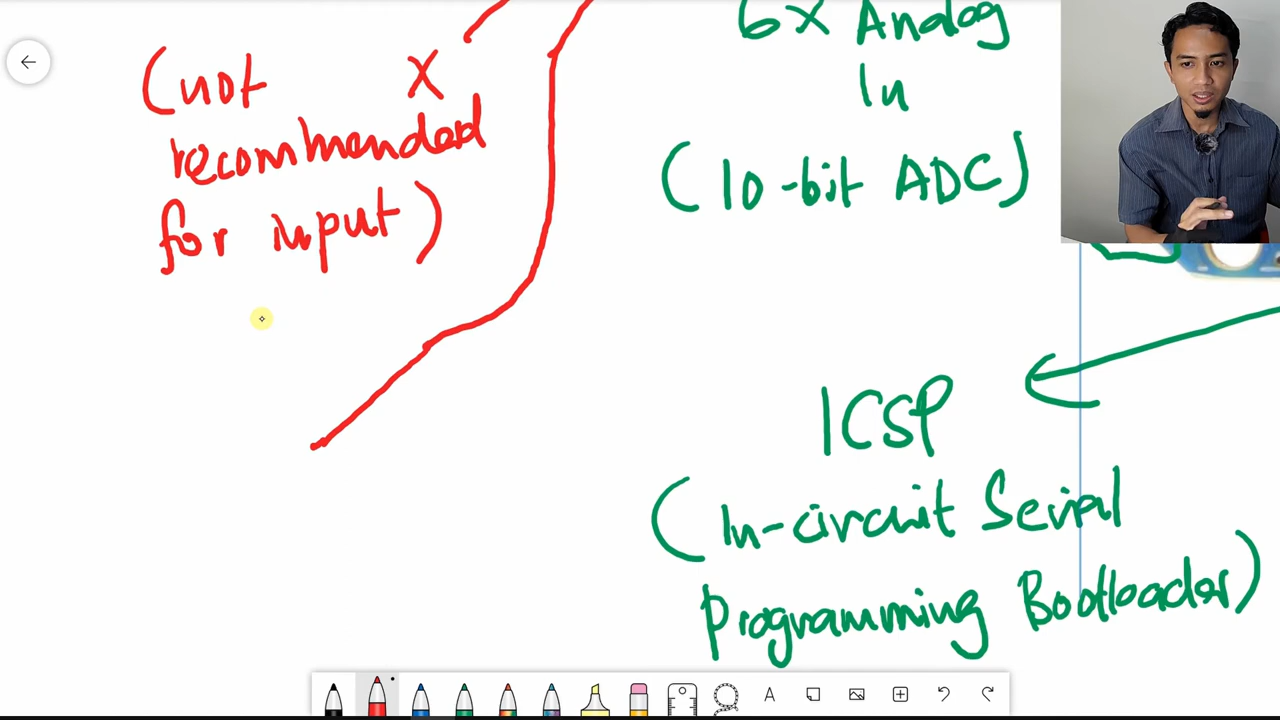 (not X
recommended
for input)
6x Analog
In
(10-bit ADC)
ICSP
(In-circuit Serial
Programming Bootloader)
A